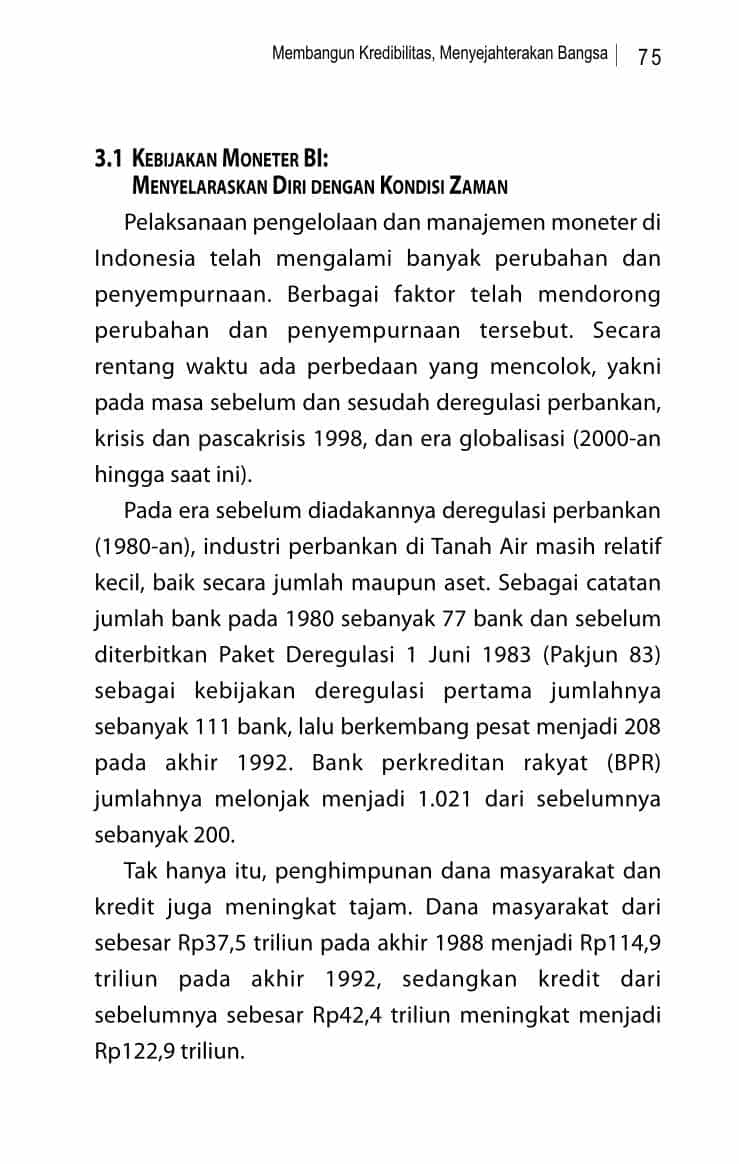 Membangun Kredibilitas, Menyejahterakan Bangsa | 75
3.1 KEBIJAKAN MONETER BI:
MENYELARASKAN DIRI DENGAN KONDISI ZAMAN
Pelaksanaan pengelolaan dan manajemen moneter di
Indonesia telah mengalami banyak perubahan dan
penyempurnaan. Berbagai faktor telah mendorong
perubahan dan penyempurnaan tersebut. Secara
rentang waktu ada perbedaan yang mencolok, yakni
pada masa sebelum dan sesudah deregulasi perbankan,
krisis dan pascakrisis 1998, dan era globalisasi (2000-an
hingga saat ini).
Pada era sebelum diadakannya deregulasi perbankan
(1980-an), industri perbankan di Tanah Air masih relatif
kecil, baik secara jumlah maupun aset. Sebagai catatan
jumlah bank pada 1980 sebanyak 77 bank dan sebelum
diterbitkan Paket Deregulasi 1 Juni 1983 (Pakjun 83)
sebagai kebijakan deregulasi pertama jumlahnya
sebanyak 111 bank, lalu berkembang pesat menjadi 208
pada akhir 1992. Bank perkreditan rakyat (BPR)
jumlahnya melonjak menjadi 1.021 dari sebelumnya
sebanyak 200.
Tak hanya itu, penghimpunan dana masyarakat dan
kredit juga meningkat tajam. Dana masyarakat dari
sebesar Rp37,5 triliun pada akhir 1988 menjadi Rp114,9
triliun pada akhir 1992, sedangkan kredit dari
sebelumnya sebesar Rp42,4 triliun meningkat menjadi
Rp122,9 triliun.